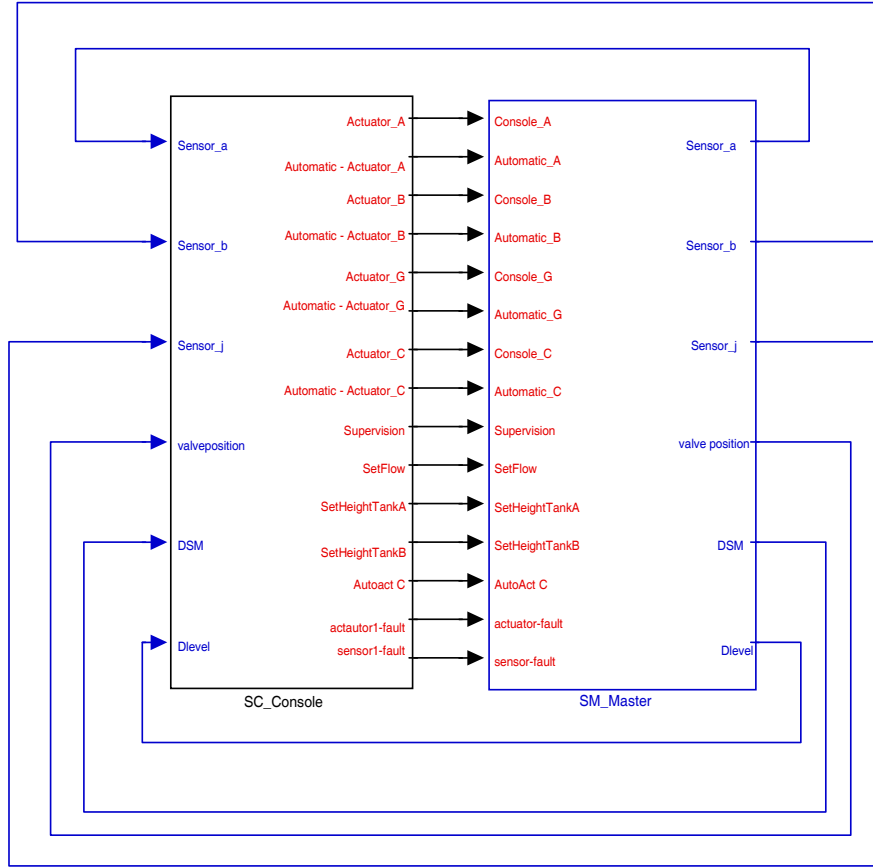 Sensor_a
Sensor_b
Sensor_j
valveposition
DSM
Dlevel
Actuator_A
Automatic - Actuator_A
Actuator_B
Automatic - Actuator_B
Actuator_G
Automatic - Actuator_G
Actuator_C
Automatic - Actuator_C
Supervision
SetFlow
SetHeightTankA
SetHeightTankB
Autoact C
actautor1-fault
sensor1-fault
SC_Console
Console_A
Automatic_A
Console_B
Automatic_B
Console_G
Automatic_G
Console_C
Automatic_C
Supervision
SetFlow
SetHeightTankA
SetHeightTankB
AutoAct C
actuator-fault
sensor-fault
Sensor_a
Sensor_b
Sensor_j
valve position
DSM
Dlevel
SM_Master